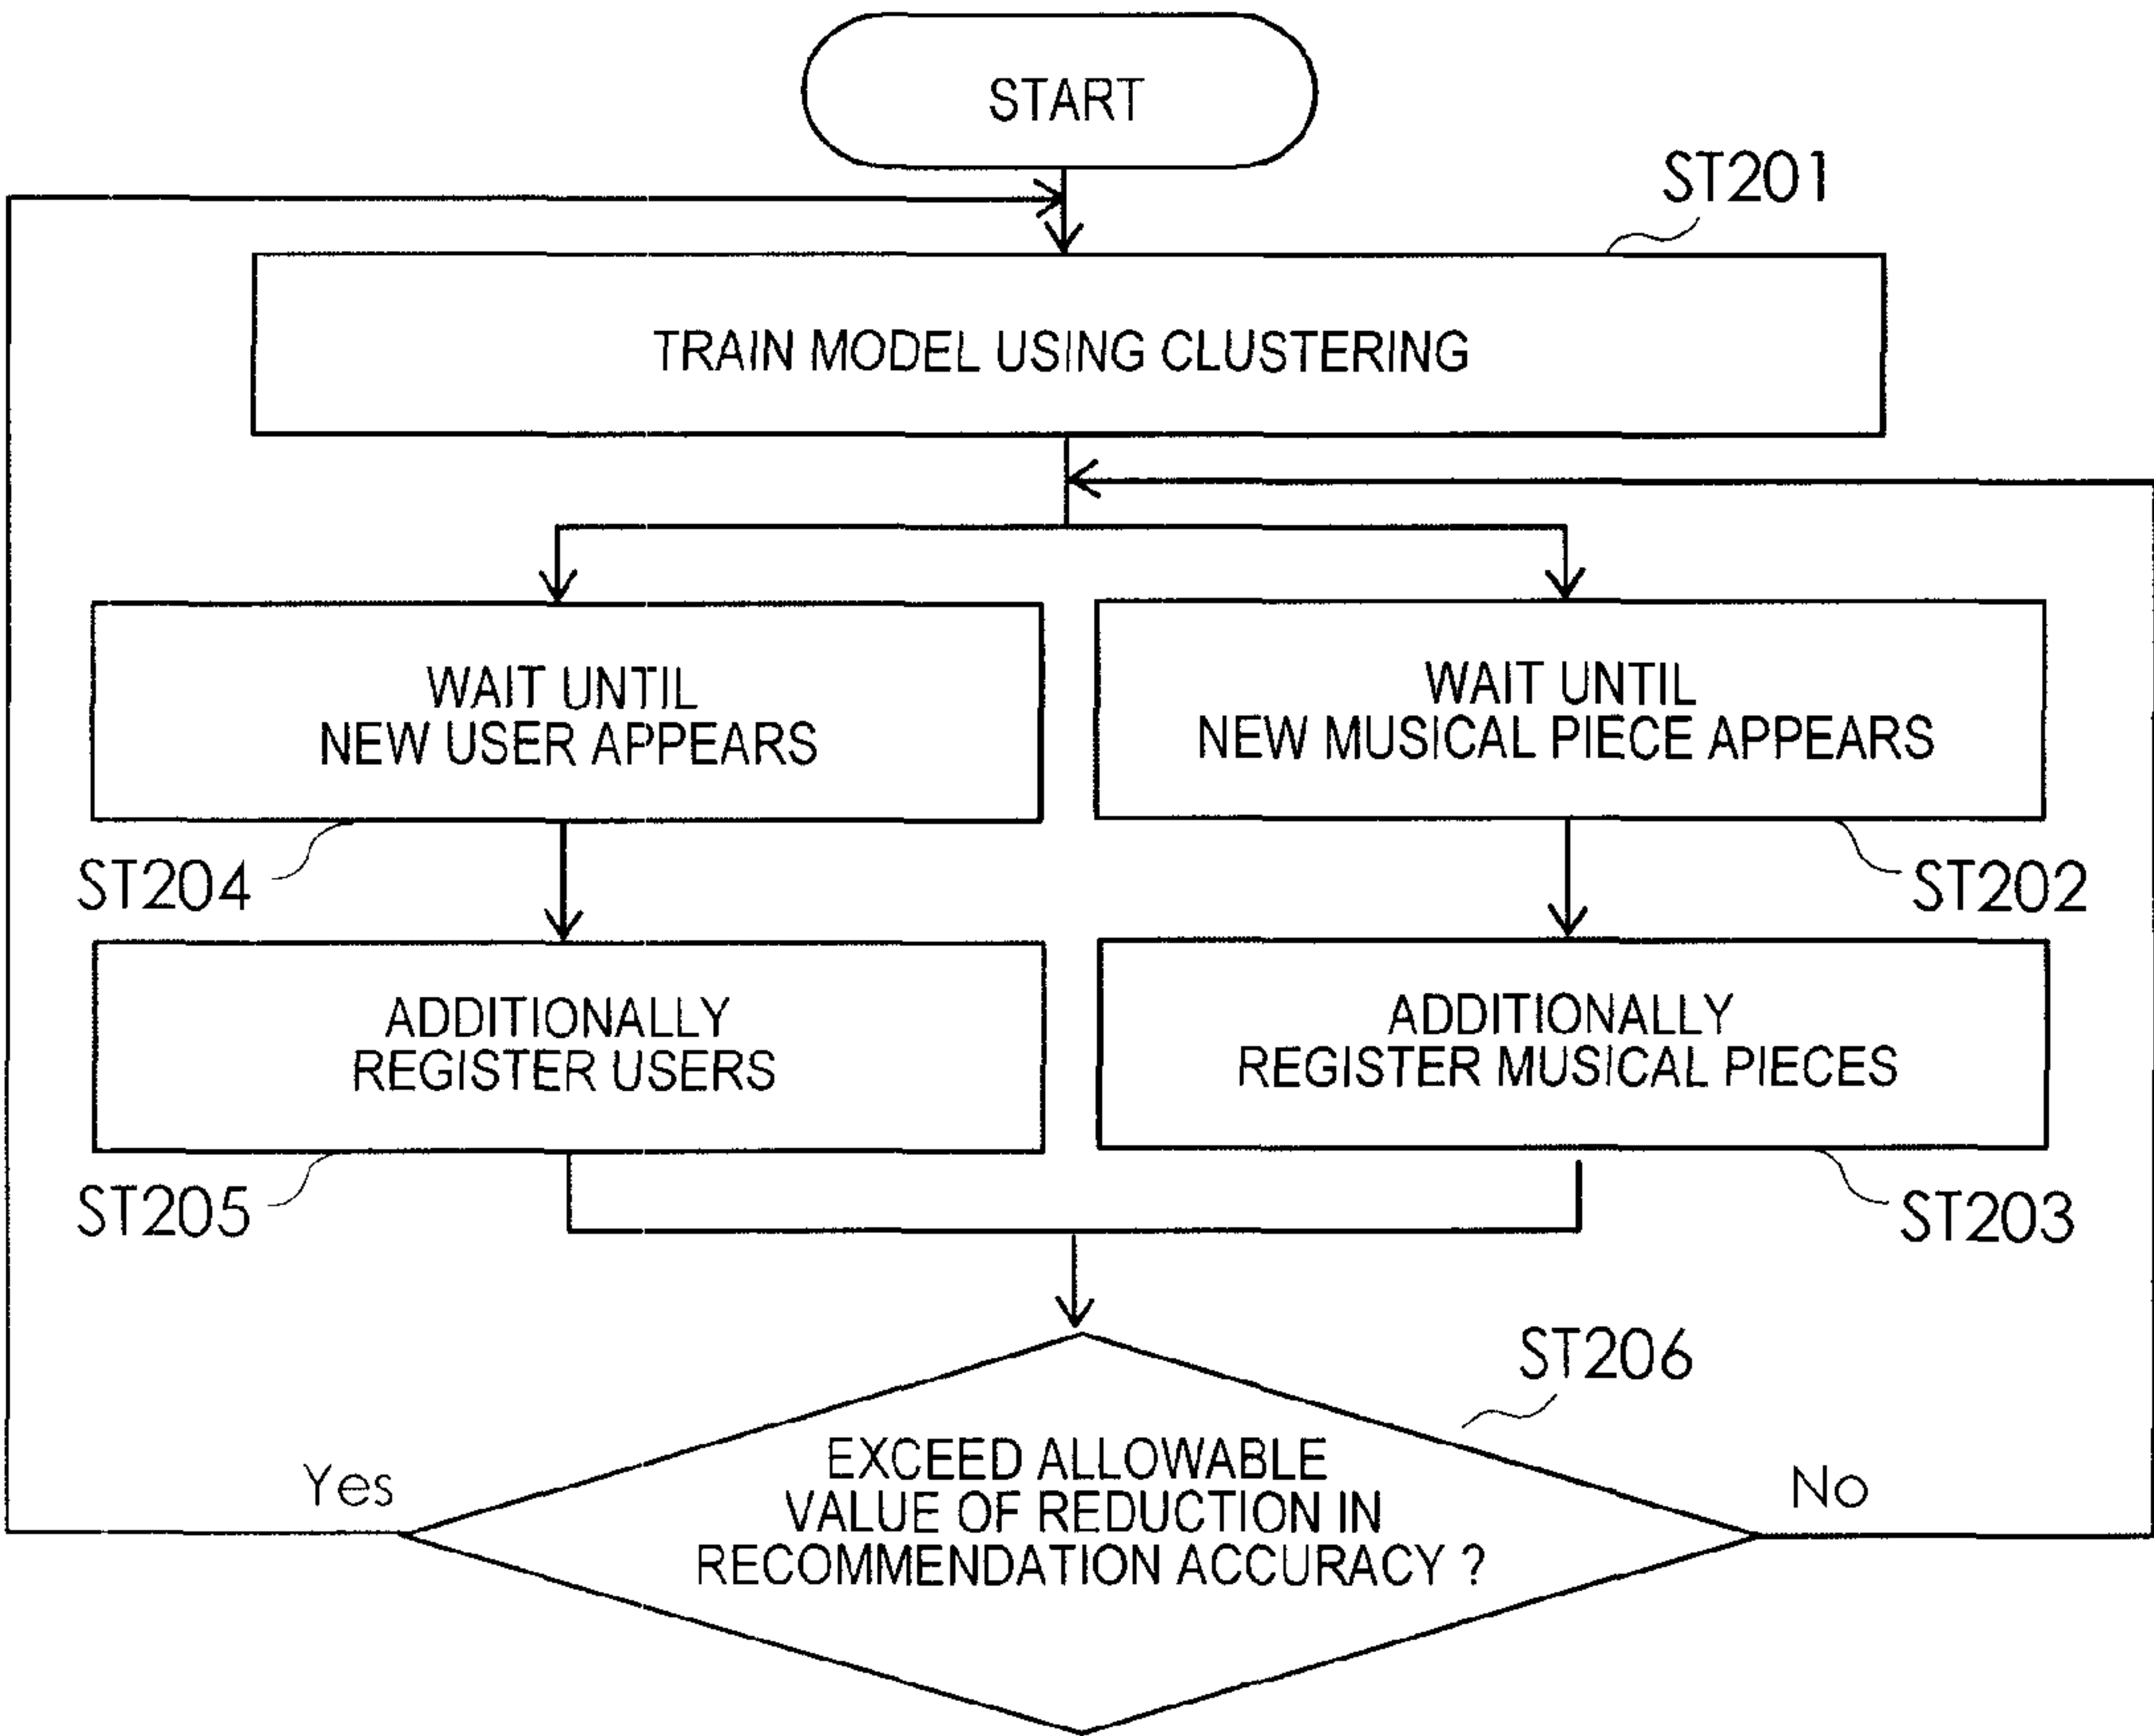 START
ST201
TRAIN MODEL USING CLUSTERING
WAIT UNTIL
NEW USER APPEARS
WAIT UNTIL
NEW MUSICAL PIECE APPEARS
ST204
ST202
ADDITIONALLY
REGISTER USERS
ADDITIONALLY
REGISTER MUSICAL PIECES
ST205
ST203
ST206
EXCEED ALLOWABLE
VALUE OF REDUCTION IN
RECOMMENDATION ACCURACY ?
Yes
No